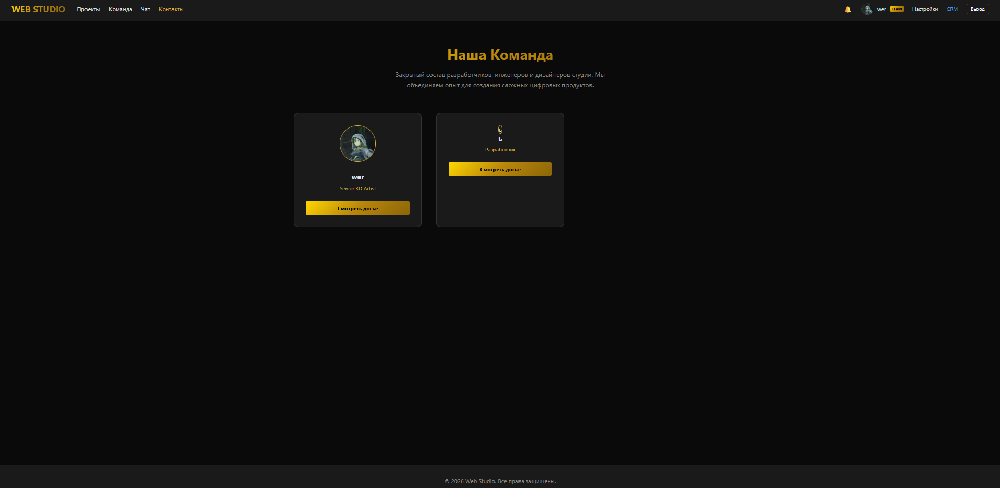 WEB STUDIO Проекты Команда Чат Контакты wer TEAM Настройки CRM Выход
Наша Команда
Закрытый состав разработчиков, инженеров и дизайнеров студии. Мы
объединяем опыт для создания сложных цифровых продуктов.
wer
Senior 3D Artist
Смотреть досье
ь
ь
Разработчик
Смотреть досье
© 2026 Web Studio. Все права защищены.